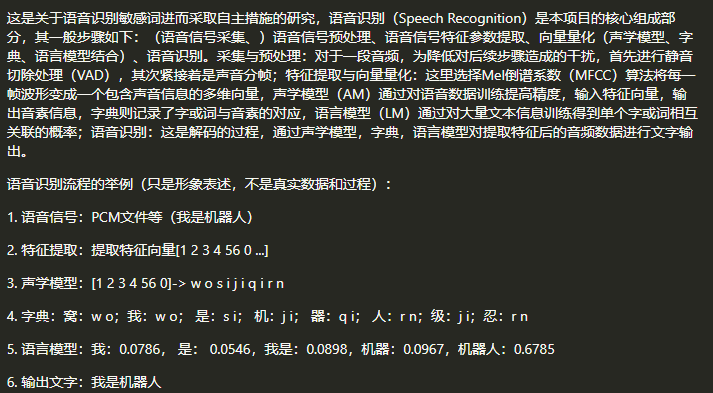 这是关于语音识别敏感词进而采取自主措施的研究，语音识别（Speech Recognition）是本项目的核心组成部
分，其一般步骤如下：（语音信号采集、）语音信号预处理、语音信号特征参数提取、向量量化（声学模型、字
典、语言模型结合）、语音识别。采集与预处理：对于一段音频，为降低对后续步骤造成的干扰，首先进行静音
切除处理（VAD），其次紧接着是声音分帧；特征提取与向量量化：这里选择Mel倒谱系数（MFCC）算法将每一
帧波形变成一个包含声音信息的多维向量，声学模型（AM）通过对语音数据训练提高精度，输入特征向量，输
出音素信息，字典则记录了字或词与音素的对应，语言模型（LM）通过对大量文本信息训练得到单个字或词相互
关联的概率；语音识别：这是解码的过程，通过声学模型，字典，语言模型对提取特征后的音频数据进行文字输
出。
语音识别流程的举例（只是形象表述，不是真实数据和过程）：
1. 语音信号：PCM文件等（我是机器人）
2. 特征提取：提取特征向量[1 2 3 4 56 0 ...]
3. 声学模型：[1 2 3 4 56 0]-> w o s i j i q i r n
4. 字典：窝：w o；我：w o； 是：s i； 机：j i； 器：q i； 人：r n；级：j i；忍：r n
5. 语言模型：我：0.0786， 是： 0.0546，我是：0.0898，机器：0.0967，机器人：0.6785
6. 输出文字：我是机器人